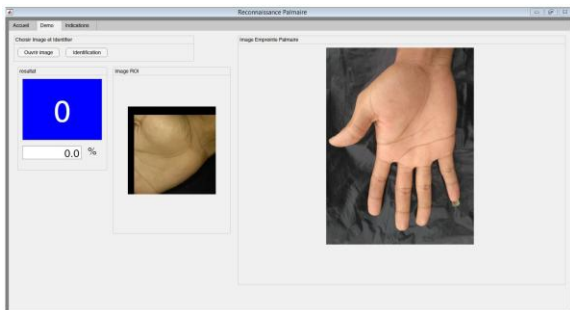 Reconnaissance Palmaire
Accueil Demo Indications
Choisir Image et Identifier
Ouvrir image Identification
resultat
0
0.0 %
Image ROI
Image Empreinte Palmaire